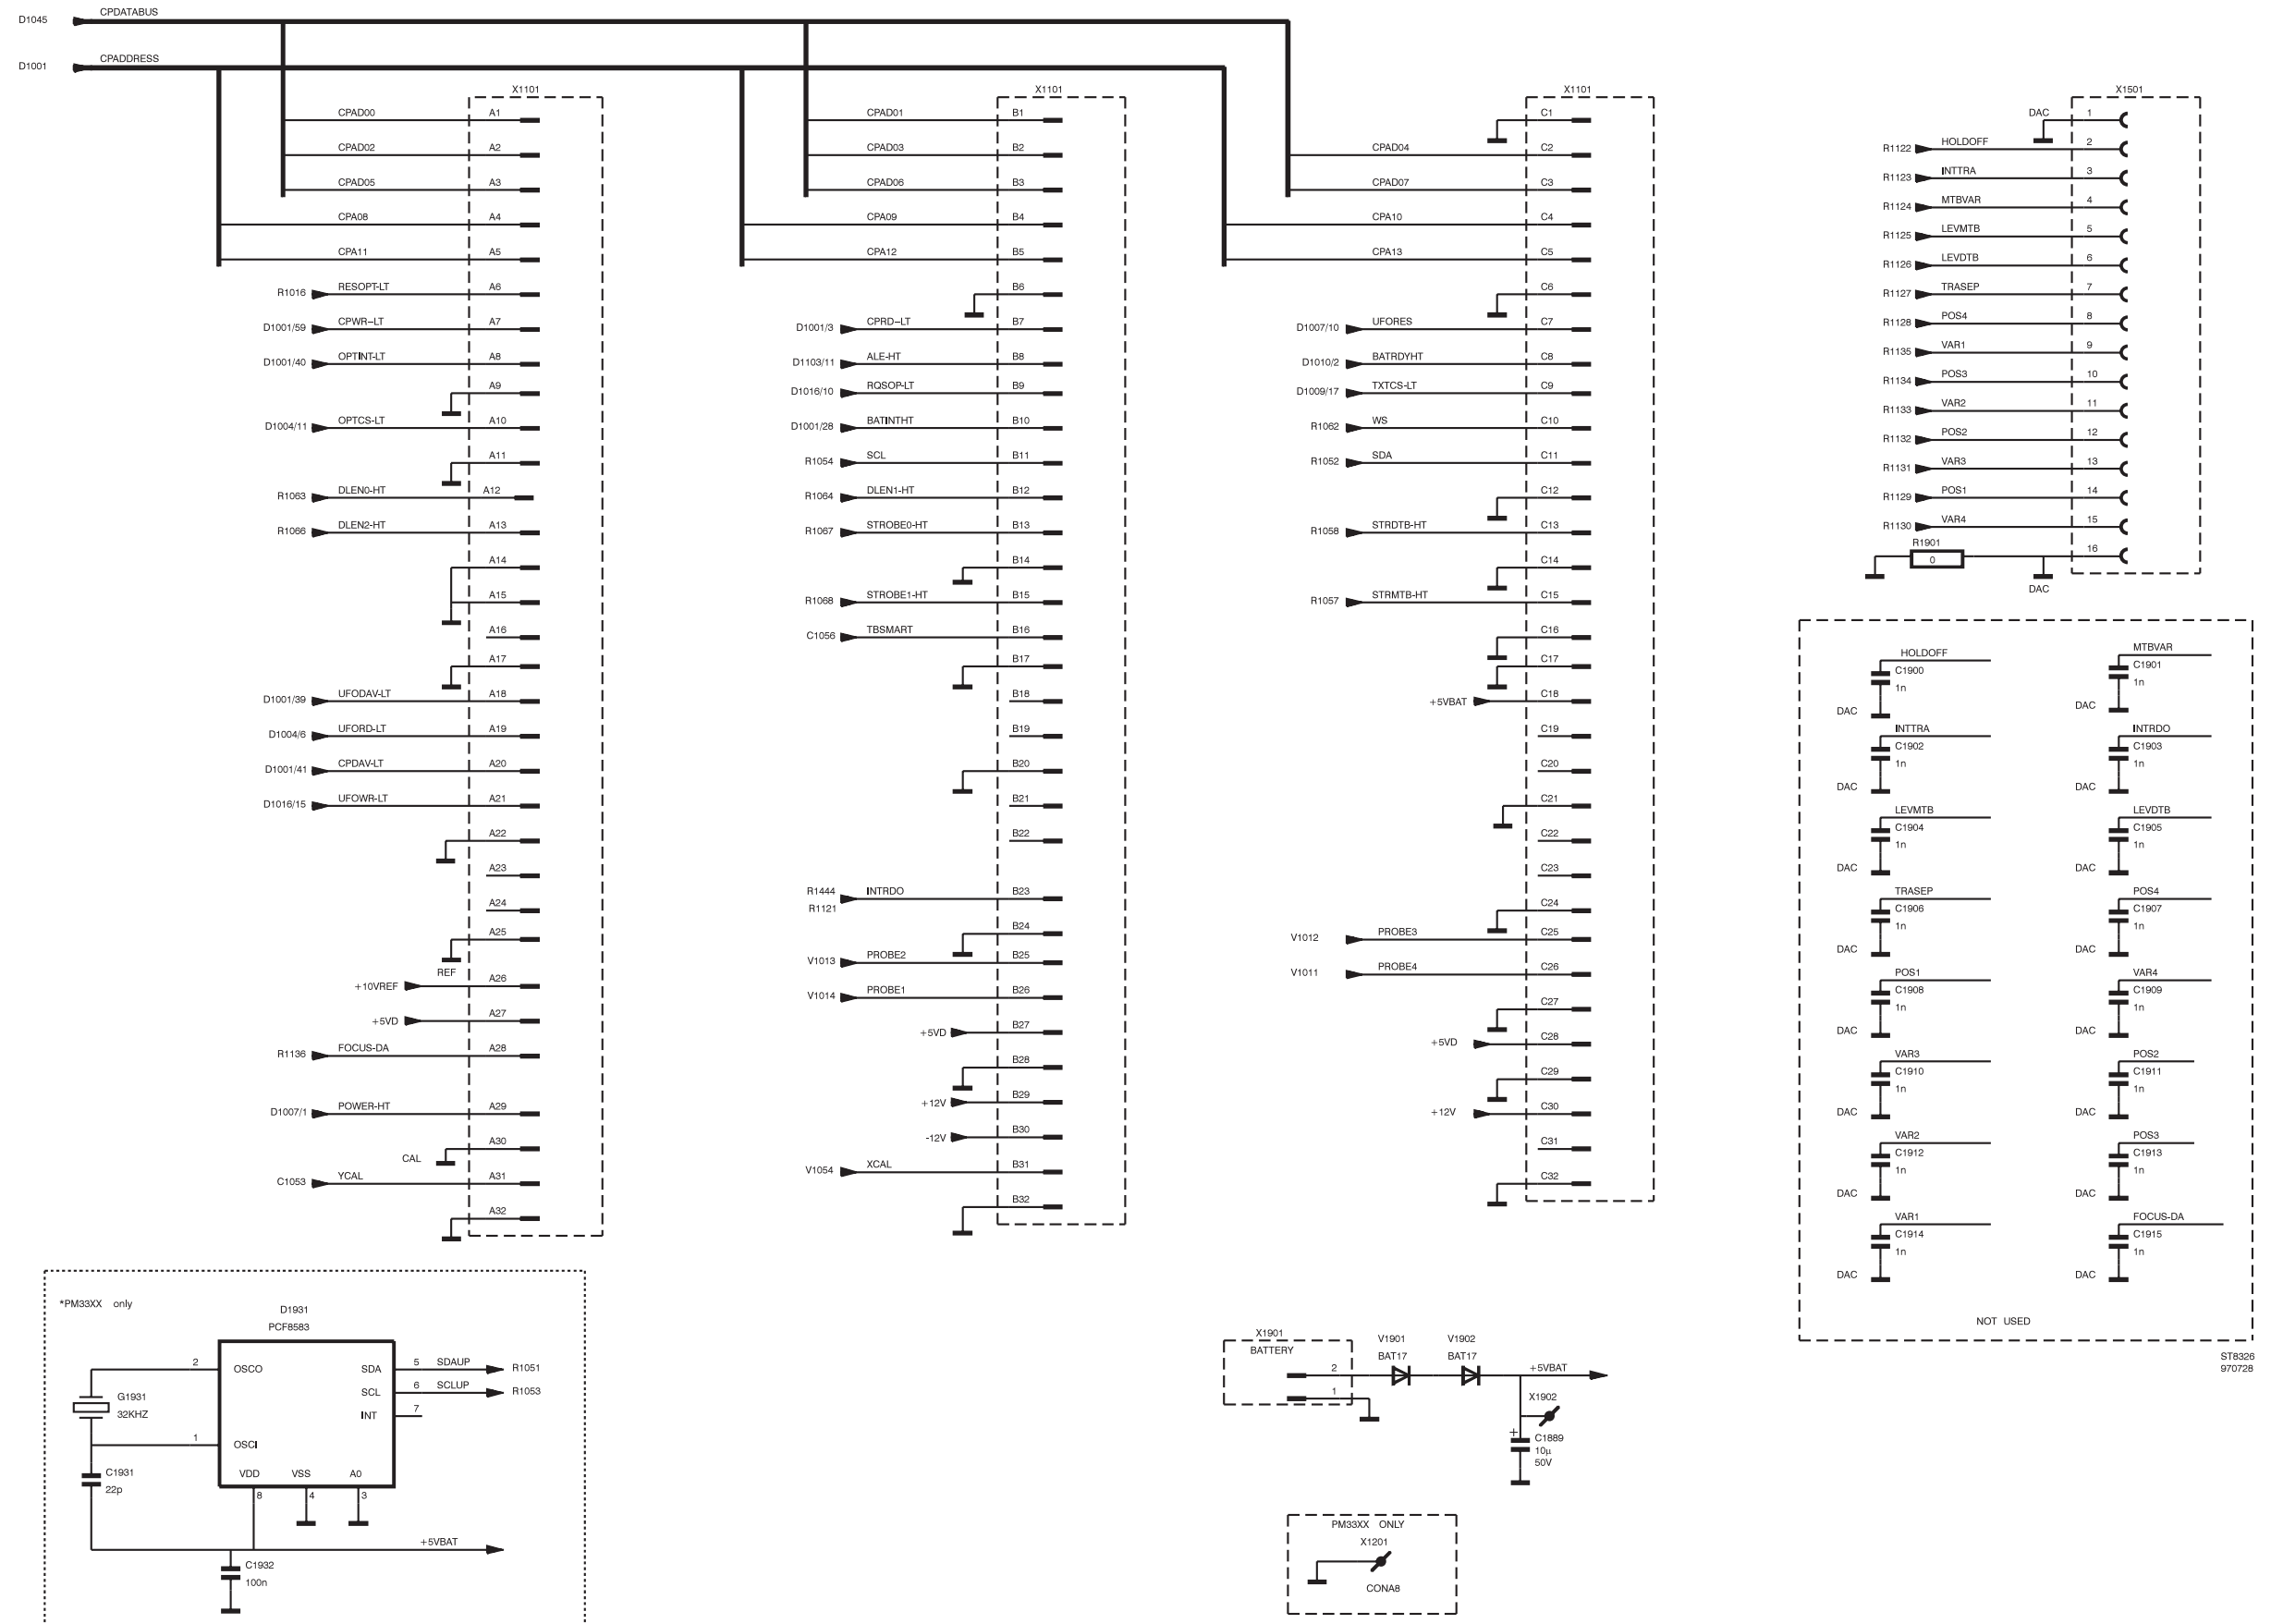 D1045 CPDATABUS
D1001 CPADDRESS
X1101
CPAD00 A1
CPAD02 A2
CPAD05 A3
CPA08 A4
CPA11 A5
R1016 RESOPT-LT A6
D1001/59 CPWR–LT A7
D1001/40 OPTINT-LT A8
A9
D1004/11 OPTCS-LT A10
A11
R1063 DLEN0-HT A12
R1066 DLEN2-HT A13
A14
A15
A16
A17
D1001/39 UFODAV-LT A18
D1004/6 UFORD-LT A19
D1001/41 CPDAV-LT A20
D1016/15 UFOWR-LT A21
A22
A23
A24
A25
REF
+10VREF A26
+5VD A27
R1136 FOCUS-DA A28
D1007/1 POWER-HT A29
A30
CAL
C1053 YCAL A31
A32
X1101
CPAD01 B1
CPAD03 B2
CPAD06 B3
CPA09 B4
CPA12 B5
B6
D1001/3 CPRD–LT B7
D1103/11 ALE-HT B8
D1016/10 RQSOP-LT B9
D1001/28 BATINTHT B10
R1054 SCL B11
R1064 DLEN1-HT B12
R1067 STROBE0-HT B13
B14
R1068 STROBE1-HT B15
C1056 TBSMART B16
B17
B18
B19
B20
B21
B22
R1444 INTRDO B23
R1121
B24
V1013 PROBE2 B25
V1014 PROBE1 B26
+5VD B27
B28
+12V B29
-12V B30
V1054 XCAL B31
B32
X1101
C1
CPAD04 C2
CPAD07 C3
CPA10 C4
CPA13 C5
C6
D1007/10 UFORES C7
D1010/2 BATRDYHT C8
D1009/17 TXTCS-LT C9
R1062 WS C10
R1052 SDA C11
C12
R1058 STRDTB-HT C13
C14
R1057 STRMTB-HT C15
C16
C17
+5VBAT C18
C19
C20
C21
C22
C23
C24
V1012 PROBE3 C25
V1011 PROBE4 C26
C27
+5VD C28
C29
+12V C30
C31
C32
X1501
DAC 1
R1122 HOLDOFF 2
R1123 INTTRA 3
R1124 MTBVAR 4
R1125 LEVMTB 5
R1126 LEVDTB 6
R1127 TRASEP 7
R1128 POS4 8
R1135 VAR1 9
R1134 POS3 10
R1133 VAR2 11
R1132 POS2 12
R1131 VAR3 13
R1129 POS1 14
R1130 VAR4 15
R1901 16
0
DAC
HOLDOFF
C1900
1n
DAC
MTBVAR
C1901
1n
DAC
INTTRA
C1902
1n
DAC
INTRDO
C1903
1n
DAC
LEVMTB
C1904
1n
DAC
LEVDTB
C1905
1n
DAC
TRASEP
C1906
1n
DAC
POS4
C1907
1n
DAC
POS1
C1908
1n
DAC
VAR4
C1909
1n
DAC
VAR3
C1910
1n
DAC
POS2
C1911
1n
DAC
VAR2
C1912
1n
DAC
POS3
C1913
1n
DAC
VAR1
C1914
1n
DAC
FOCUS-DA
C1915
1n
DAC
NOT USED
ST8326
970728
*PM33XX only
D1931
PCF8583
2 OSCO SDA 5 SDAUP R1051
SCL 6 SCLUP R1053
G1931
32KHZ
INT 7
1 OSCI
C1931
22p
VDD VSS A0
8 4 3
+5VBAT
C1932
100n
X1901
BATTERY
2
1
V1901
BAT17
V1902
BAT17
+5VBAT
X1902
+
C1889
10µ
50V
PM33XX ONLY
X1201
CONA8